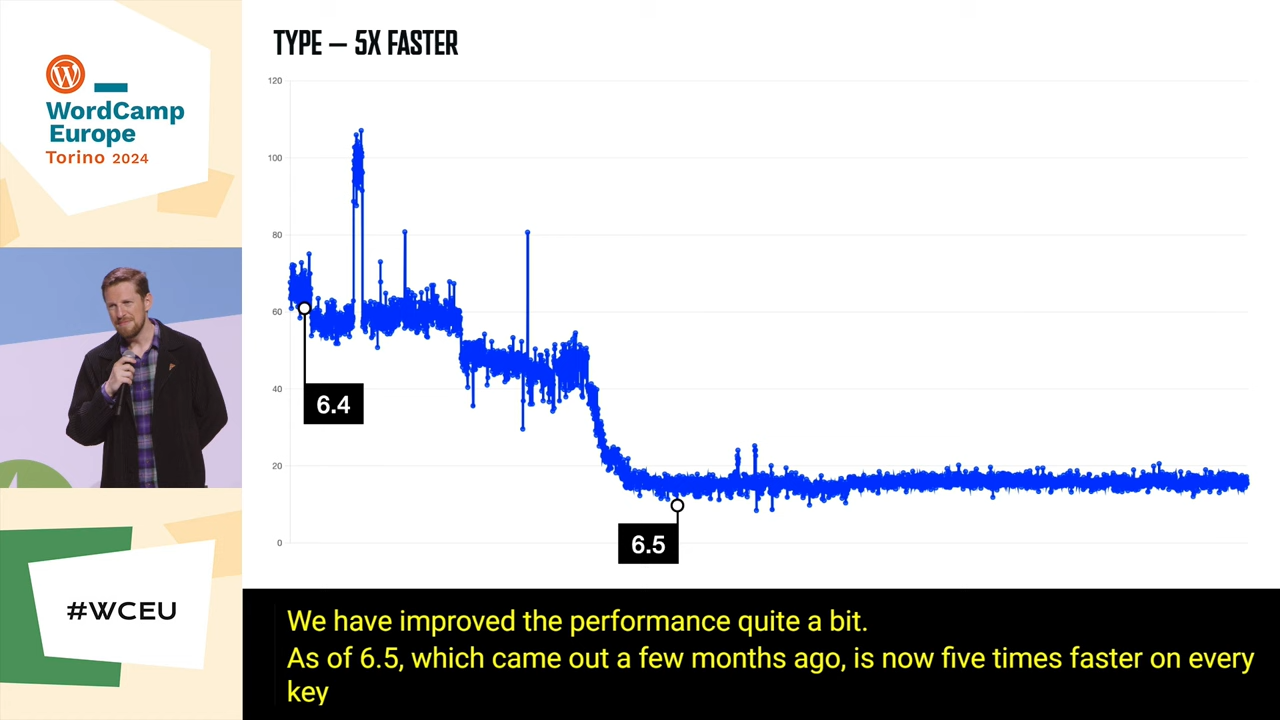 WordCamp
Europe
Torino 2024
#WCEU
TYPE — 5X FASTER
120
100
80
60
40
20
0
6.4
6.5
We have improved the performance quite a bit.
As of 6.5, which came out a few months ago, is now five times faster on every
key